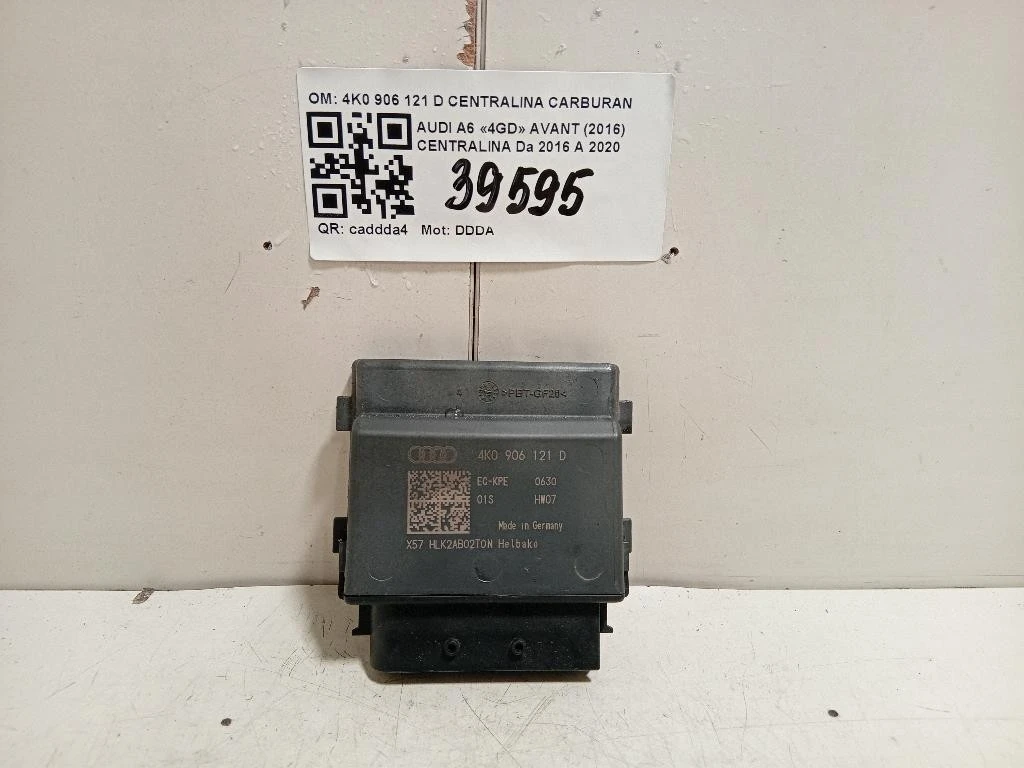 OM: 4K0 906 121 D CENTRALINA CARBURAN
AUDI A6 «4GD» AVANT (2016)
CENTRALINA Da 2016 A 2020
39595
QR: caddda4 Mot: DDDA
4 >PBT-GF20<
4K0 906 121 D
EC-KPE 0630
01S HW07
Made in Germany
X57 HLK2AB02TON Helbako